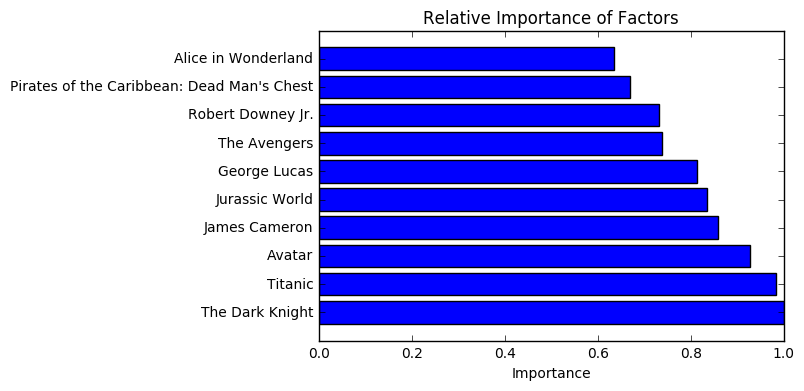 Relative Importance of Factors
Alice in Wonderland
Pirates of the Caribbean: Dead Man's Chest
Robert Downey Jr.
The Avengers
George Lucas
Jurassic World
James Cameron
Avatar
Titanic
The Dark Knight
0.0 0.2 0.4 0.6 0.8 1.0
Importance